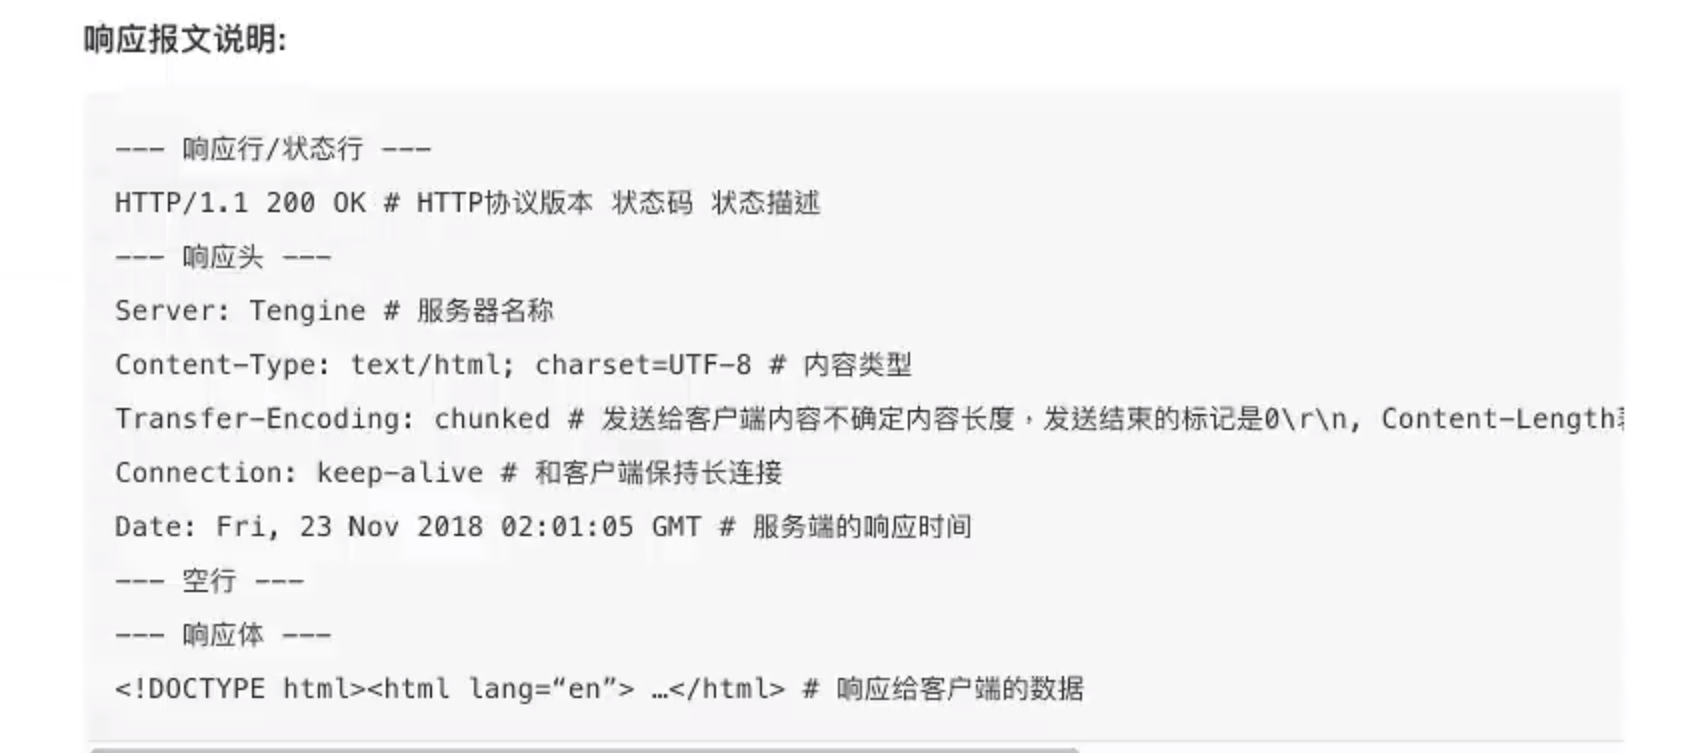 响应报文说明:
--- 响应行/状态行 ---
HTTP/1.1 200 OK # HTTP协议版本 状态码 状态描述
--- 响应头 ---
Server: Tengine # 服务器名称
Content-Type: text/html; charset=UTF-8 # 内容类型
Transfer-Encoding: chunked # 发送给客户端内容不确定内容长度，发送结束的标记是0\r\n, Content-Length
Connection: keep-alive # 和客户端保持长连接
Date: Fri, 23 Nov 2018 02:01:05 GMT # 服务端的响应时间
--- 空行 ---
--- 响应体 ---
<!DOCTYPE html><html lang=“en”> …</html> # 响应给客户端的数据